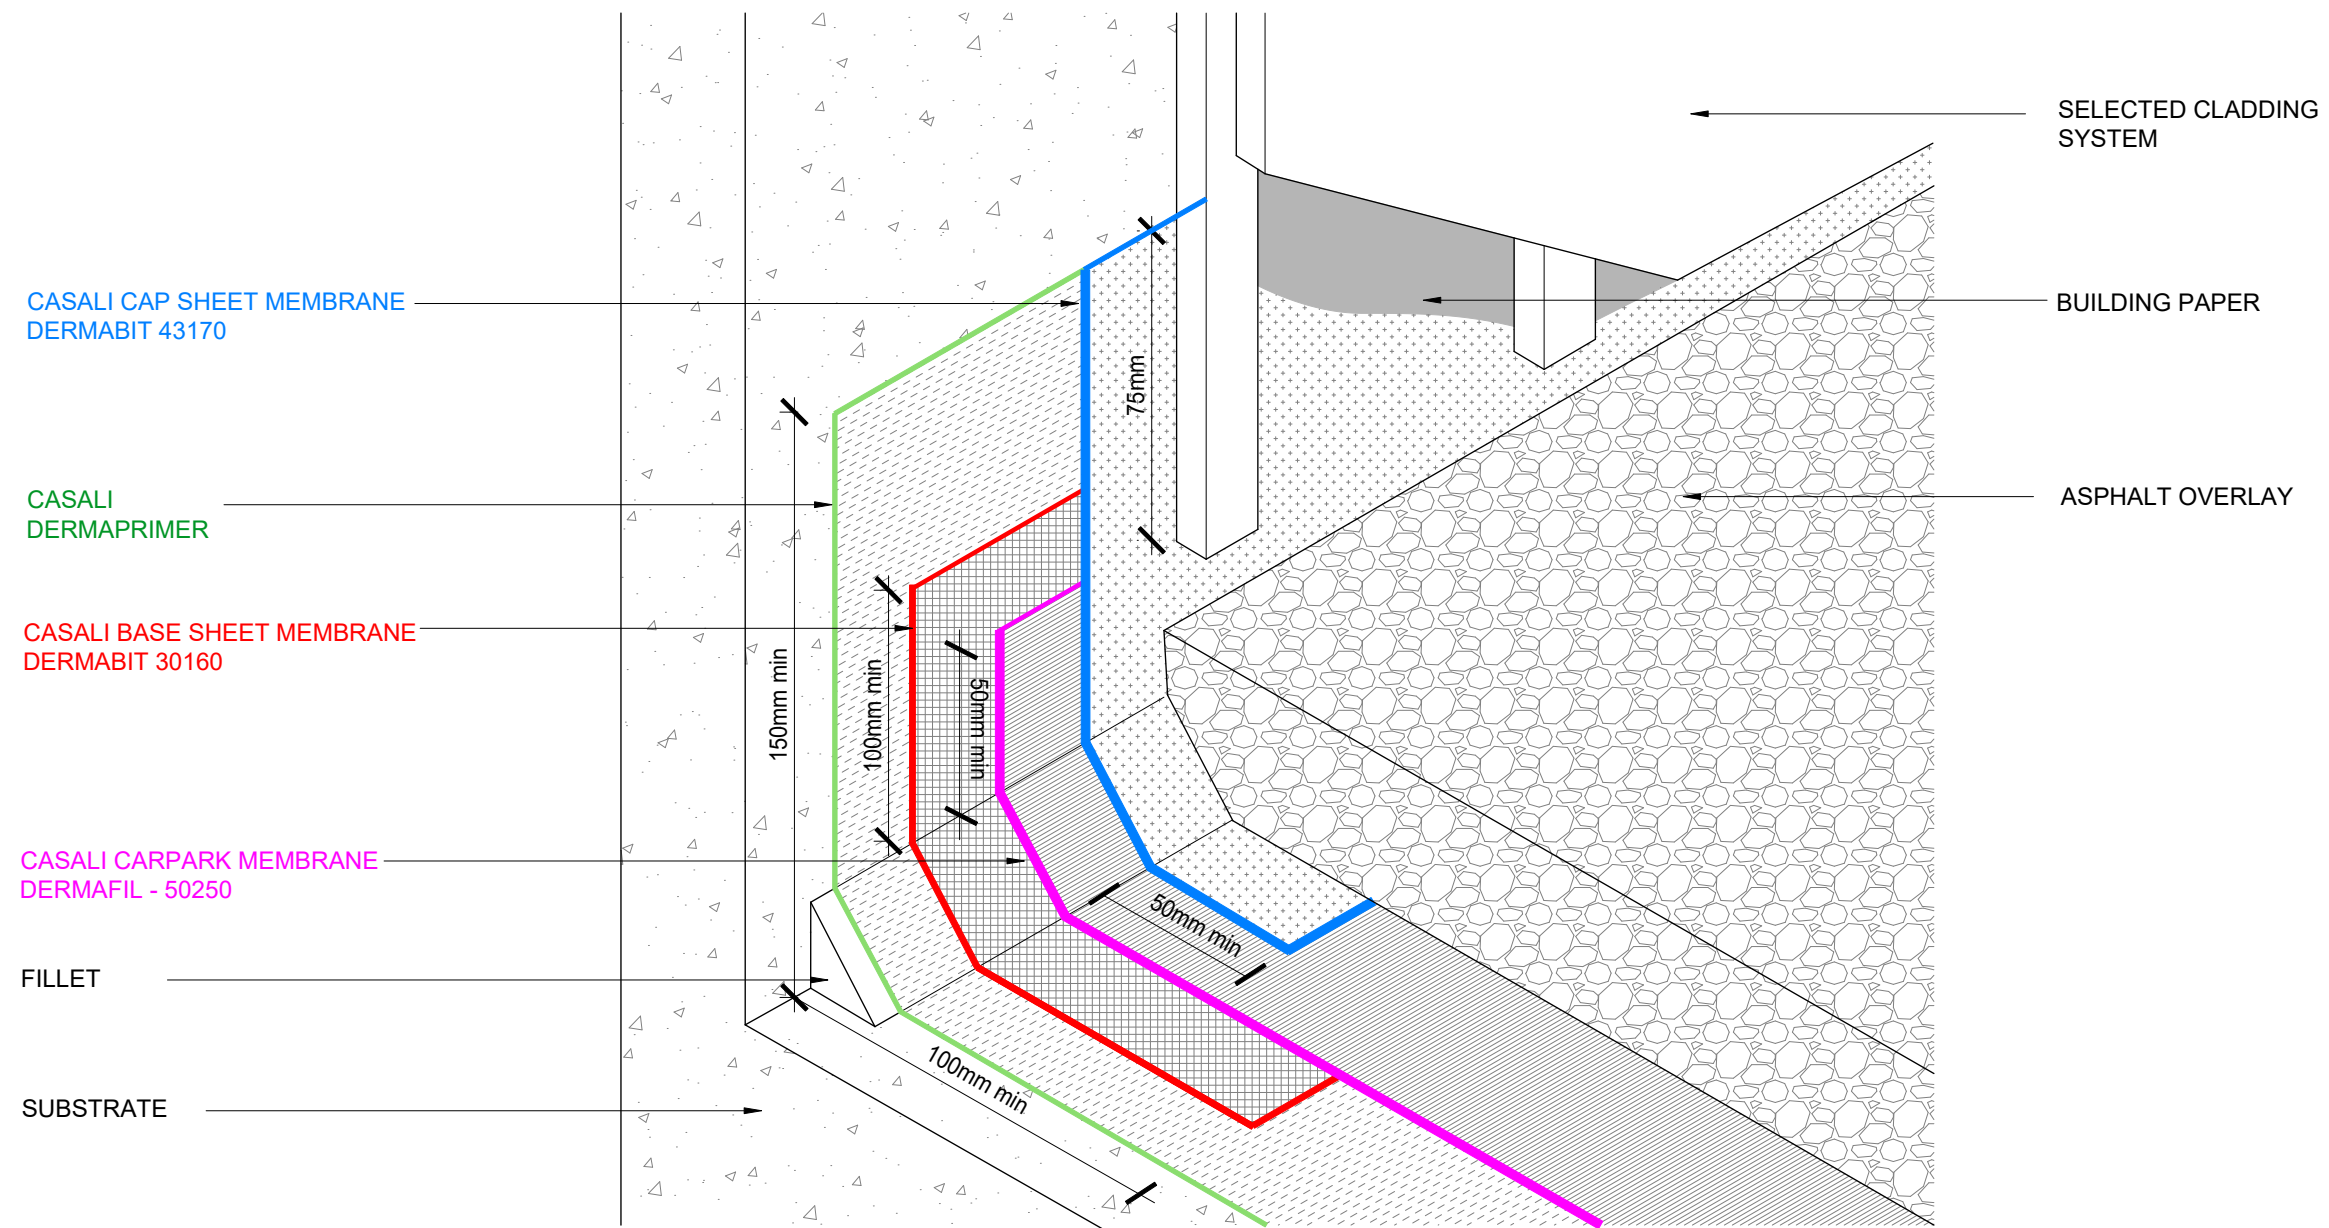 SELECTED CLADDING
SYSTEM
CASALI CAP SHEET MEMBRANE
DERMABIT 43170
BUILDING PAPER
75mm
CASALI
DERMAPRIMER
ASPHALT OVERLAY
CASALI BASE SHEET MEMBRANE
DERMABIT 30160
150mm min
100mm min
50mm min
CASALI CARPARK MEMBRANE
DERMAFIL - 50250
50mm min
FILLET
100mm min
SUBSTRATE